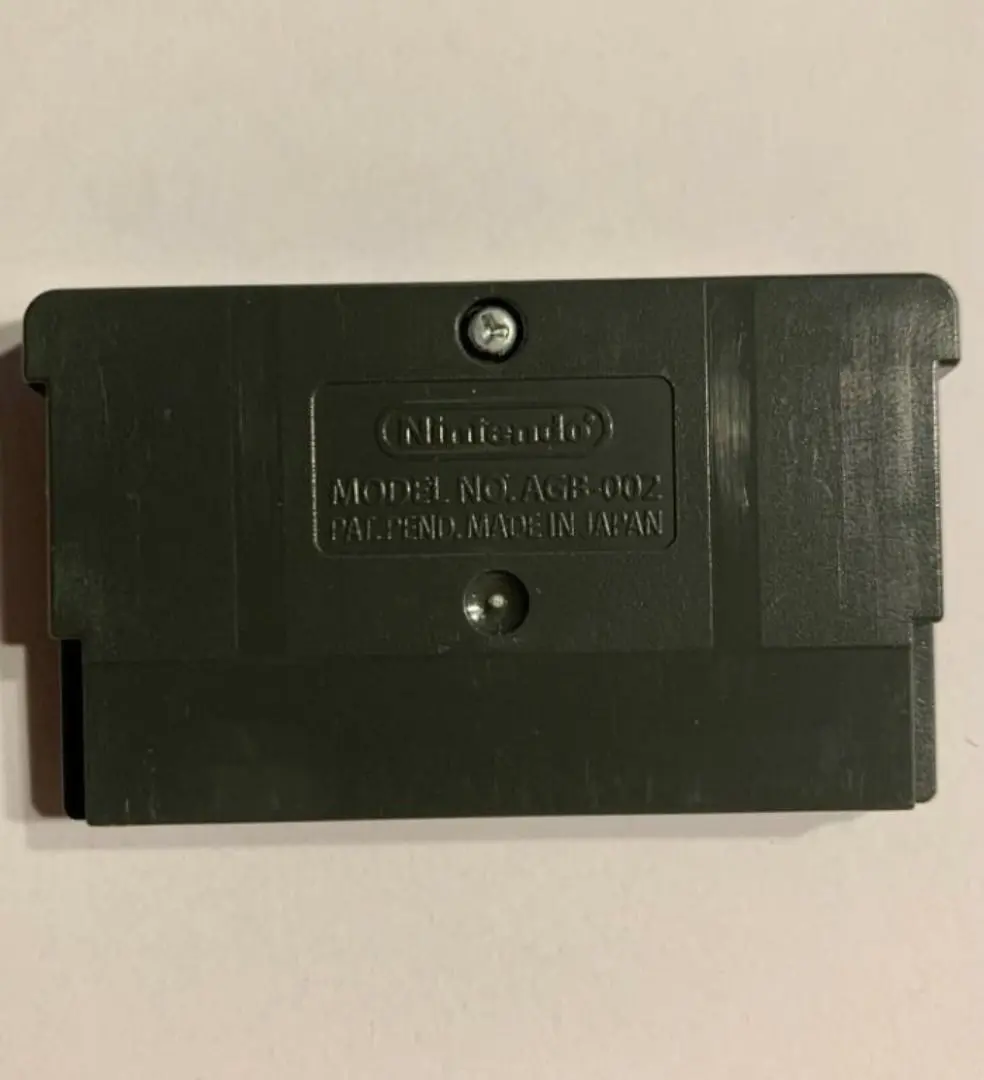 Nintendo®
MODEL NO. AGB-002
PAT. PEND. MADE IN JAPAN